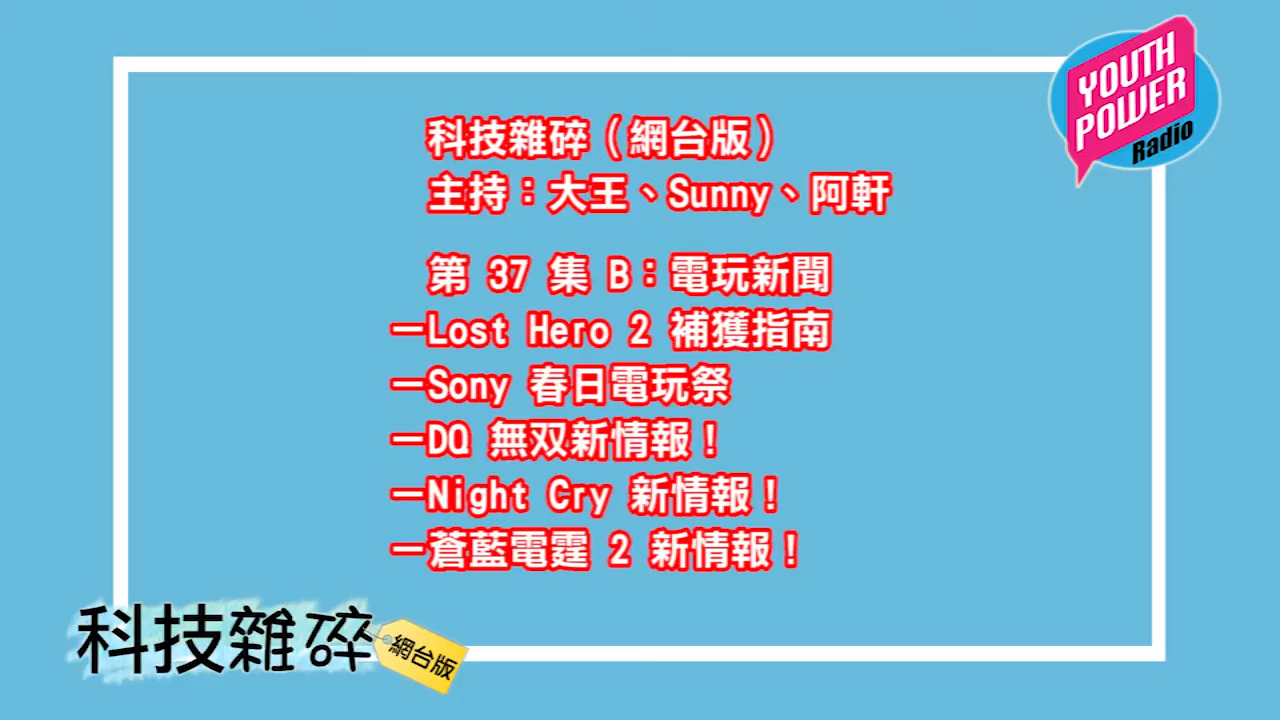 YOUTH
POWER
Radio
科技雜碎（網台版）
主持：大王、Sunny、阿軒
第 37 集 B：電玩新聞
－Lost Hero 2 補獲指南
－Sony 春日電玩祭
－DQ 無双新情報！
－Night Cry 新情報！
－蒼藍電霆 2 新情報！
科技雜碎
網台版